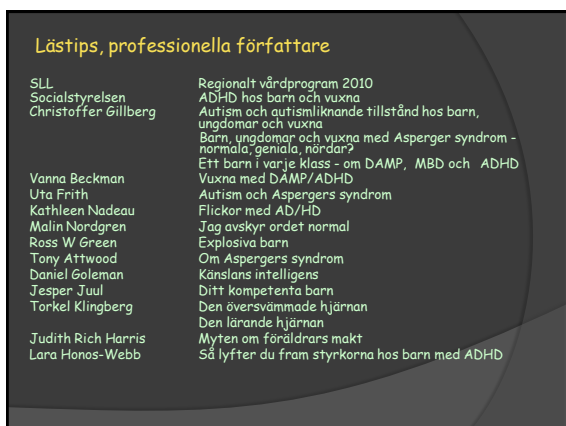 Lästips, professionella författare
SLL Regionalt vårdprogram 2010
Socialstyrelsen ADHD hos barn och vuxna
Christoffer Gillberg Autism och autismliknande tillstånd hos barn,
ungdomar och vuxna
Barn, ungdomar och vuxna med Asperger syndrom -
normala, geniala, nördar?
Ett barn i varje klass - om DAMP, MBD och ADHD
Vanna Beckman Vuxna med DAMP/ADHD
Uta Frith Autism och Aspergers syndrom
Kathleen Nadeau Flickor med AD/HD
Malin Nordgren Jag avskyr ordet normal
Ross W Green Explosiva barn
Tony Attwood Om Aspergers syndrom
Daniel Goleman Känslans intelligens
Jesper Juul Ditt kompetenta barn
Torkel Klingberg Den översvämmade hjärnan
Den lärande hjärnan
Judith Rich Harris Myten om föräldrars makt
Lara Honos-Webb Så lyfter du fram styrkorna hos barn med ADHD